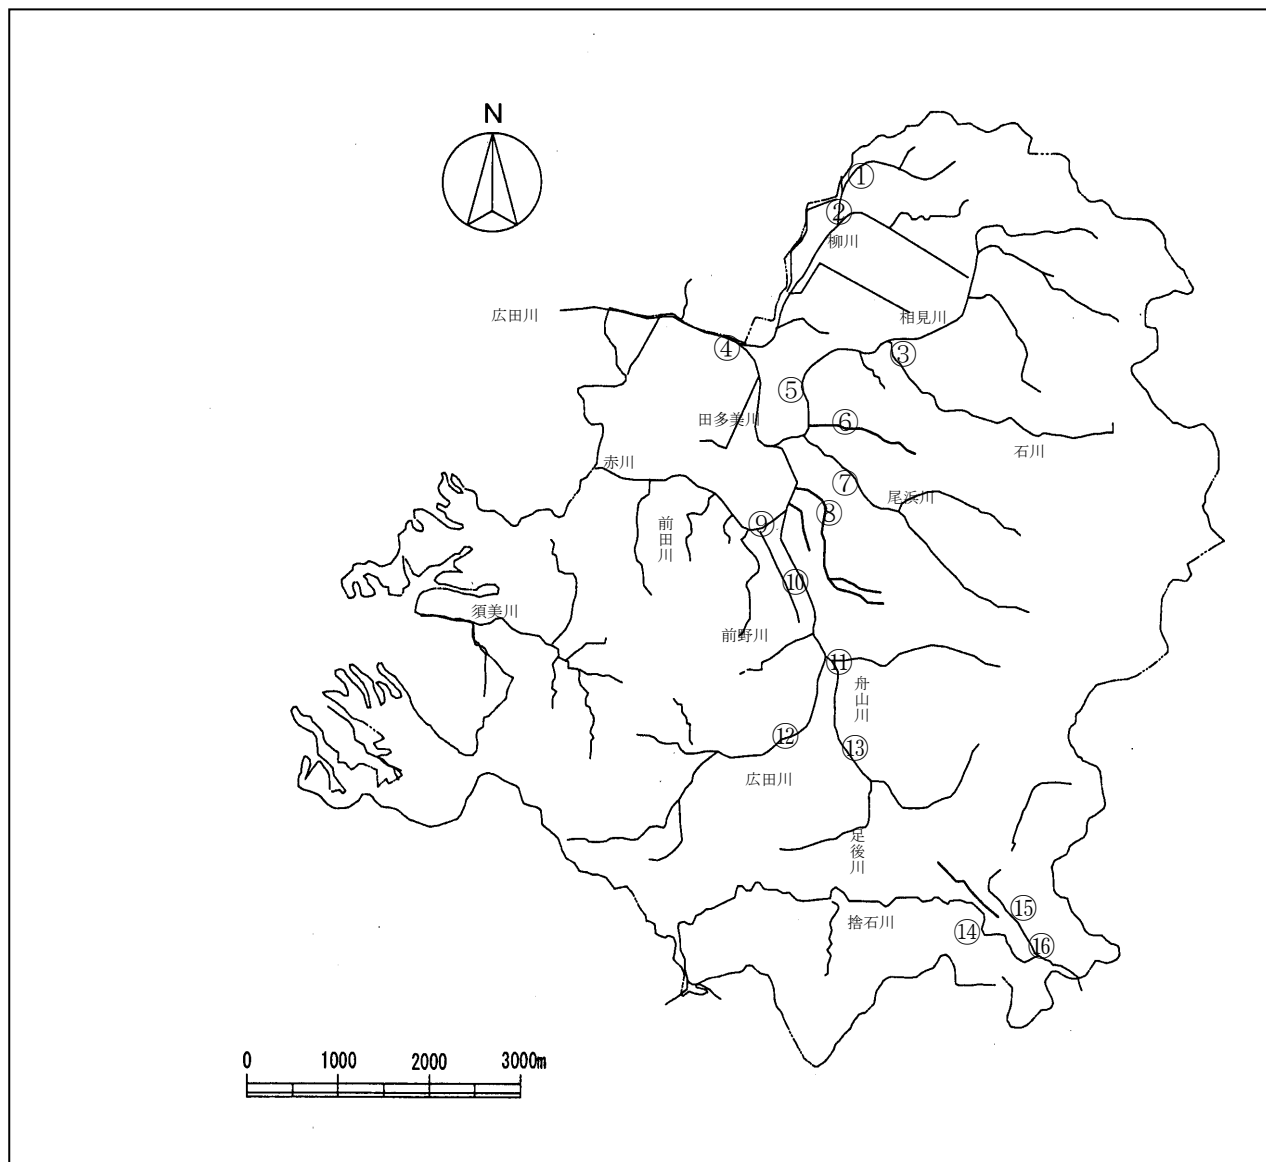 N
①
②
柳川
広田川
相見川
③
④
⑤
田多美川
⑥
石川
赤川
⑦
尾浜川
⑧
⑨
前田川
⑩
須美川
前野川
⑪
舟山川
⑫
⑬
広田川
足後川
⑮
捨石川
⑭
⑯
0 1000 2000 3000m